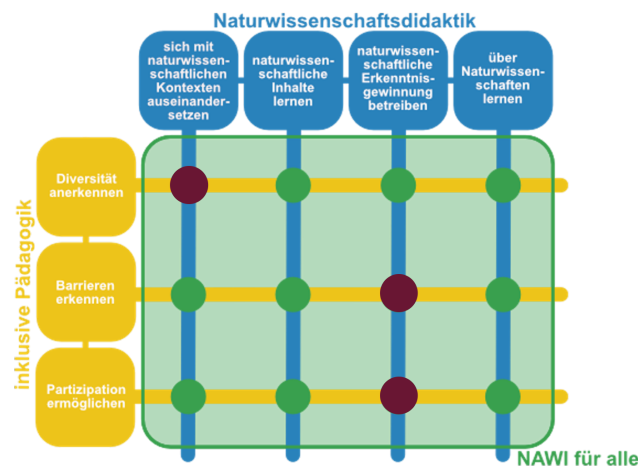 Naturwissenschaftsdidaktik
sich mit
naturwissen-
schaftlichen
Kontexten
auseinander-
setzen
naturwissen-
schaftliche
Inhalte
lernen
naturwissen-
schaftliche
Erkenntnis-
gewinnung
betreiben
über
Naturwissen-
schaften
lernen
inklusive Pädagogik
Diversität
anerkennen
Barrieren
erkennen
Partizipation
ermöglichen
NAWI für alle